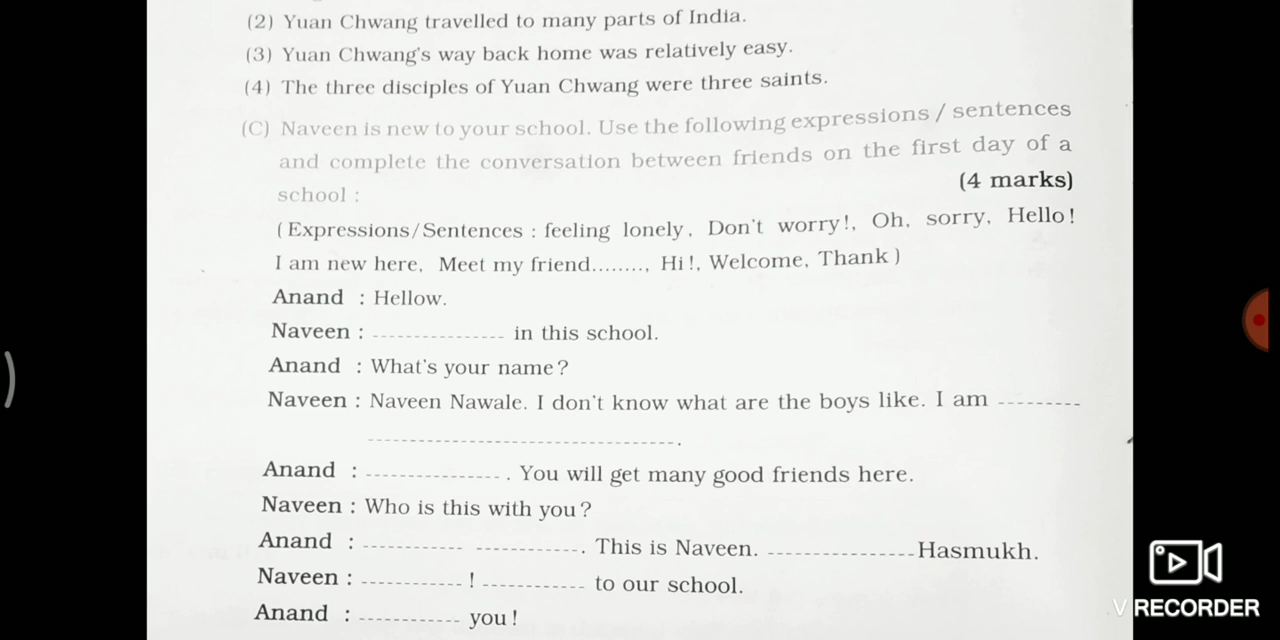 (2) Yuan Chwang travelled to many parts of India.
(3) Yuan Chwang's way back home was relatively easy.
(4) The three disciples of Yuan Chwang were three saints.
(C) Naveen is new to your school. Use the following expressions / sentences
and complete the conversation between friends on the first day of a
school :
(4 marks)
(Expressions/Sentences : feeling lonely, Don't worry!, Oh, sorry, Hello!
I am new here, Meet my friend........, Hi!, Welcome, Thank)
Anand : Hellow.
Naveen : -------------- in this school.
Anand : What's your name?
Naveen : Naveen Nawale. I don't know what are the boys like. I am ---------
--------------------------------.
Anand : --------------. You will get many good friends here.
Naveen : Who is this with you?
Anand : ----------- -----------. This is Naveen. ---------------Hasmukh.
Naveen : -----------! ----------- to our school.
Anand : ----------- you!
V RECORDER